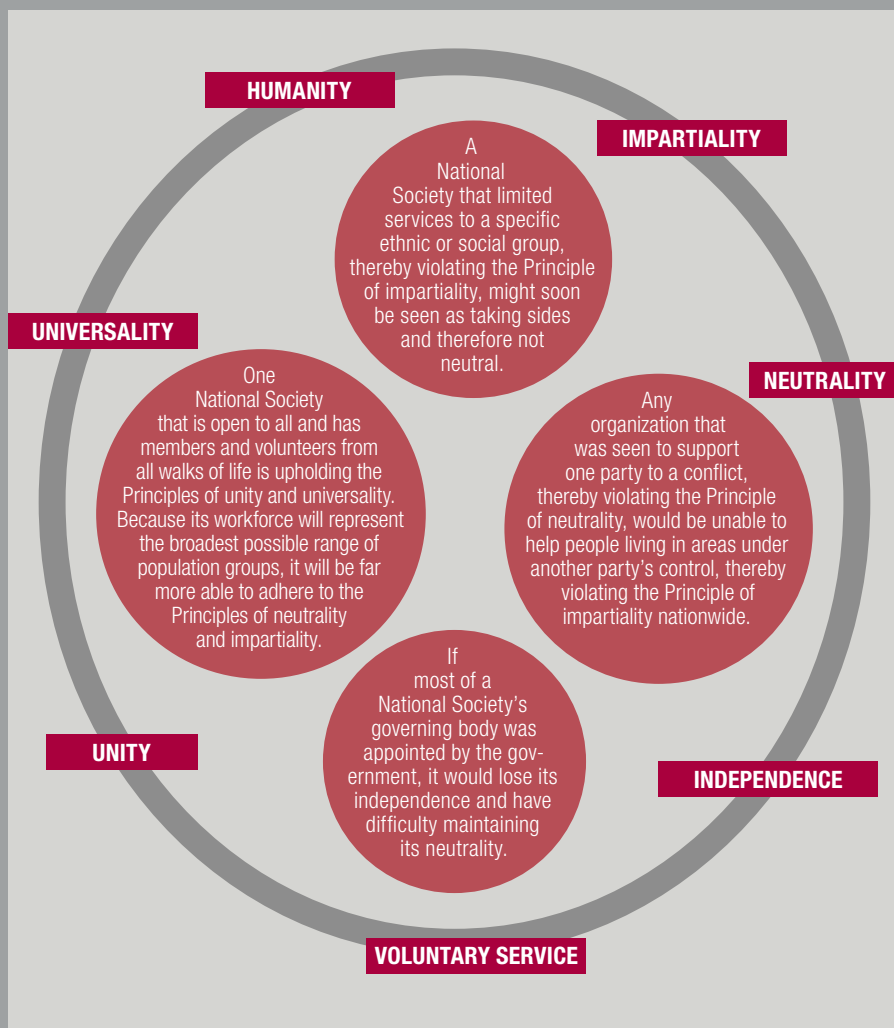 HUMANITY
IMPARTIALITY
A
National
Society that limited
services to a specific
ethnic or social group,
thereby violating the Principle
of impartiality, might soon
be seen as taking sides
and therefore not
neutral.
UNIVERSALITY
NEUTRALITY
One
National Society
that is open to all and has
members and volunteers from
all walks of life is upholding the
Principles of unity and universality.
Because its workforce will represent
the broadest possible range of
population groups, it will be far
more able to adhere to the
Principles of neutrality
and impartiality.
Any
organization that
was seen to support
one party to a conflict,
thereby violating the Principle
of neutrality, would be unable to
help people living in areas under
another party’s control, thereby
violating the Principle of
impartiality nationwide.
If
most of a
National Society’s
governing body was
appointed by the gov-
ernment, it would lose its
independence and have
difficulty maintaining
its neutrality.
UNITY
INDEPENDENCE
VOLUNTARY SERVICE